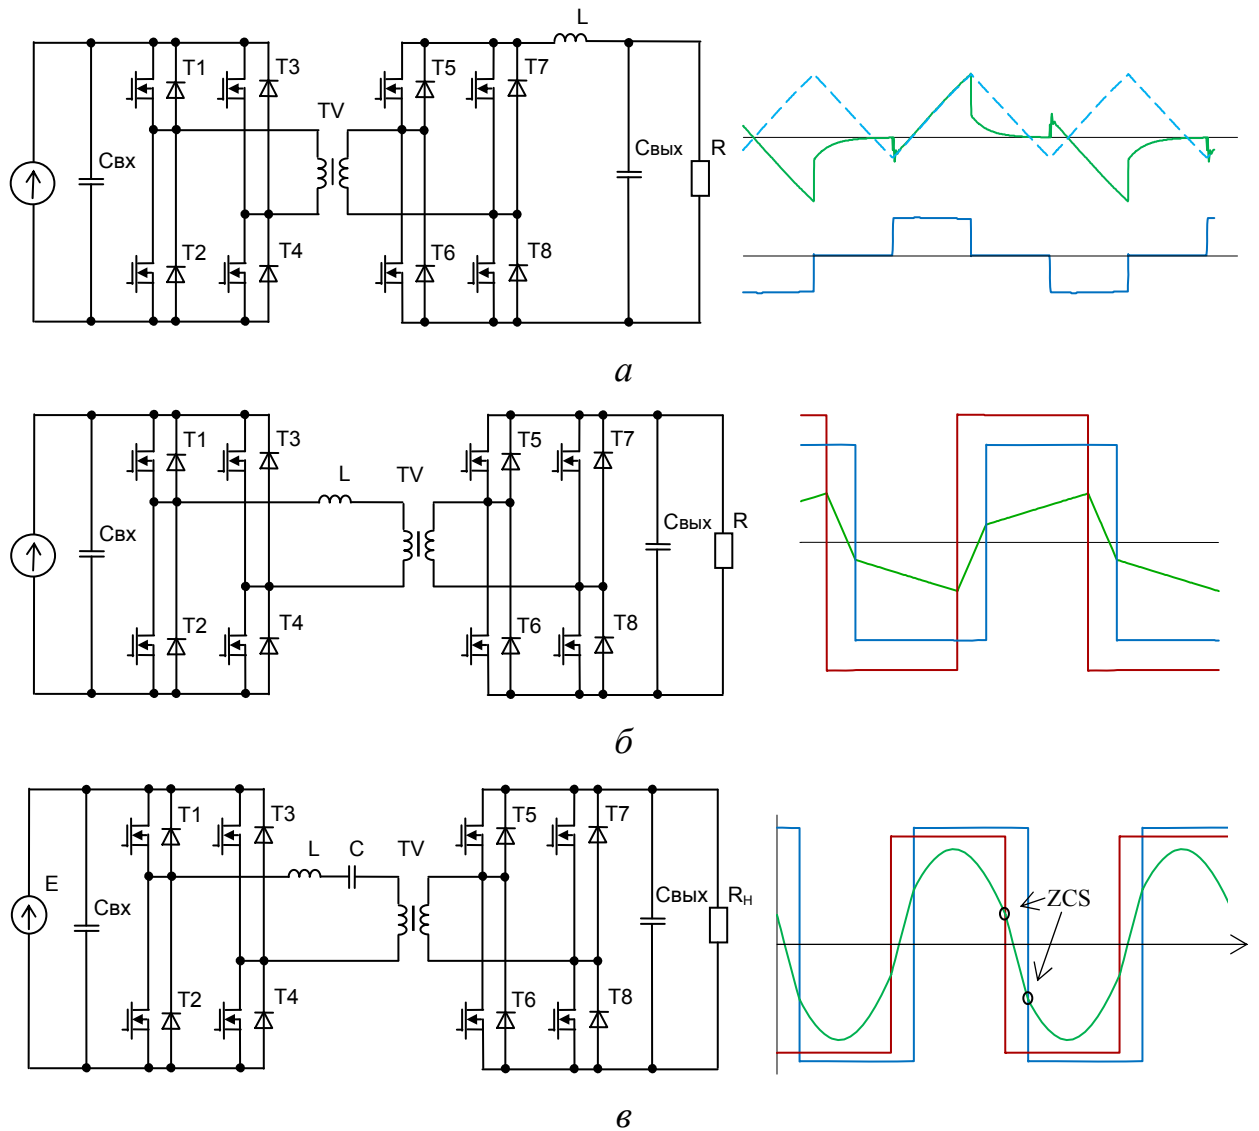 L
T1 T3 T5 T7
TV
Cвх Cвых R
T2 T4 T6 T8
а
T1 T3 T5 T7
L TV
Cвх Cвых R
T2 T4 T6 T8
б
T1 T3 T5 T7
L C TV
E Cвх Cвых RН ZCS
T2 T4 T6 T8
в